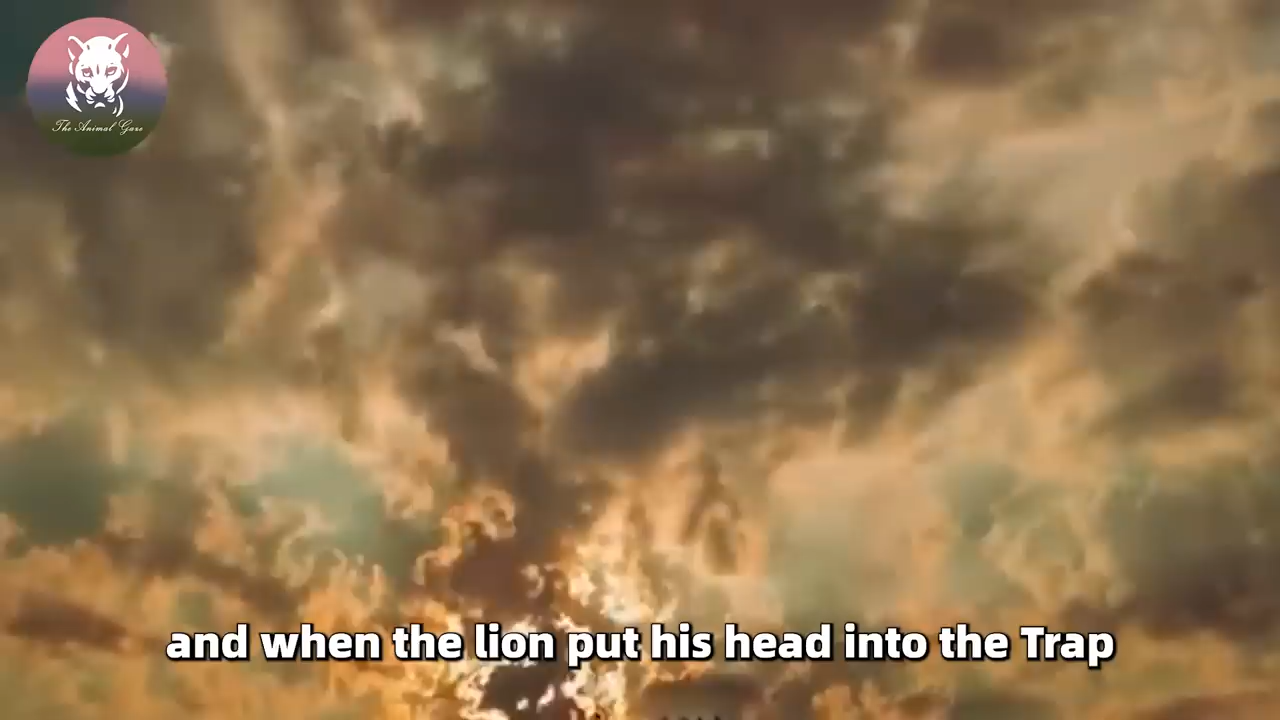 The Animal Gaze
and when the lion put his head into the Trap